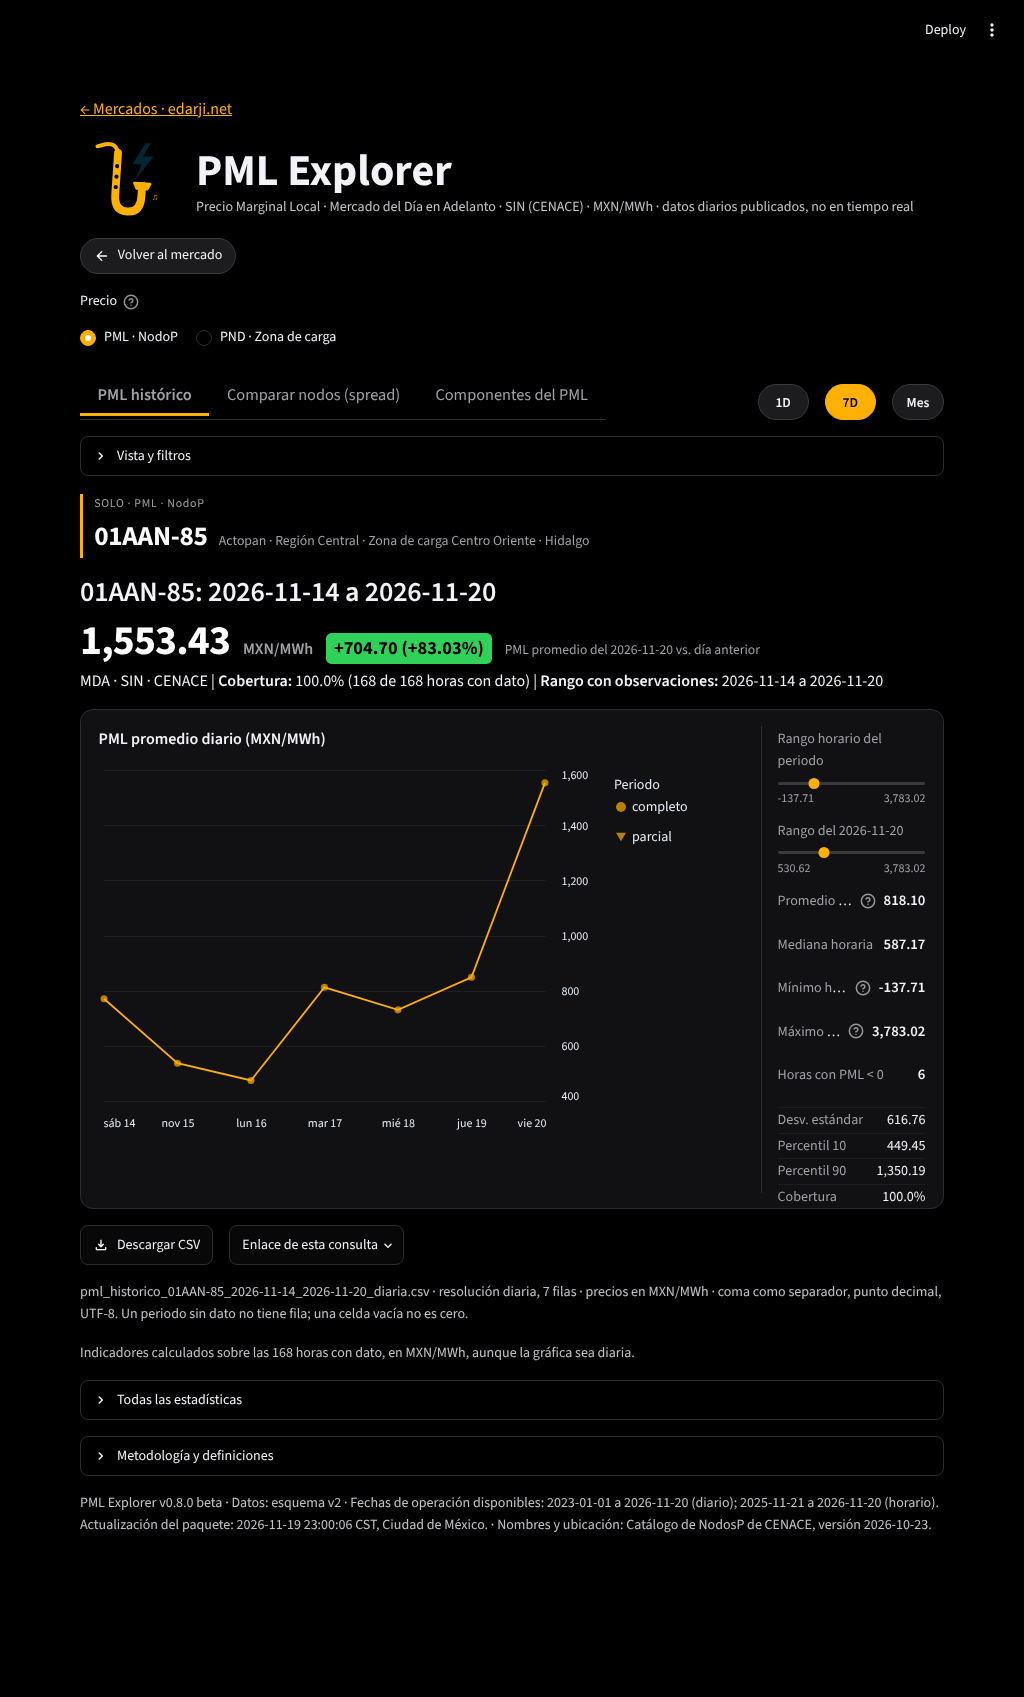 Deploy
← Mercados · edarji.net
PML Explorer
Precio Marginal Local · Mercado del Día en Adelanto · SIN (CENACE) · MXN/MWh · datos diarios publicados, no en tiempo real
Volver al mercado
Precio
PML · NodoP
PND · Zona de carga
PML histórico
Comparar nodos (spread)
Componentes del PML
1D
7D
Mes
Vista y filtros
SOLO · PML · NodoP
01AAN-85 Actopan · Región Central · Zona de carga Centro Oriente · Hidalgo
01AAN-85: 2026-11-14 a 2026-11-20
1,553.43 MXN/MWh +704.70 (+83.03%) PML promedio del 2026-11-20 vs. día anterior
MDA · SIN · CENACE | Cobertura: 100.0% (168 de 168 horas con dato) | Rango con observaciones: 2026-11-14 a 2026-11-20
PML promedio diario (MXN/MWh)
1,600
1,400
1,200
1,000
800
600
400
sáb 14
nov 15
lun 16
mar 17
mié 18
jue 19
vie 20
Periodo
completo
parcial
Rango horario del
periodo
-137.71 3,783.02
Rango del 2026-11-20
530.62 3,783.02
Promedio … 818.10
Mediana horaria 587.17
Mínimo h… -137.71
Máximo … 3,783.02
Horas con PML < 0 6
Desv. estándar 616.76
Percentil 10 449.45
Percentil 90 1,350.19
Cobertura 100.0%
Descargar CSV
Enlace de esta consulta
pml_historico_01AAN-85_2026-11-14_2026-11-20_diaria.csv · resolución diaria, 7 filas · precios en MXN/MWh · coma como separador, punto decimal,
UTF-8. Un periodo sin dato no tiene fila; una celda vacía no es cero.
Indicadores calculados sobre las 168 horas con dato, en MXN/MWh, aunque la gráfica sea diaria.
Todas las estadísticas
Metodología y definiciones
PML Explorer v0.8.0 beta · Datos: esquema v2 · Fechas de operación disponibles: 2023-01-01 a 2026-11-20 (diario); 2025-11-21 a 2026-11-20 (horario).
Actualización del paquete: 2026-11-19 23:00:06 CST, Ciudad de México. · Nombres y ubicación: Catálogo de NodosP de CENACE, versión 2026-10-23.